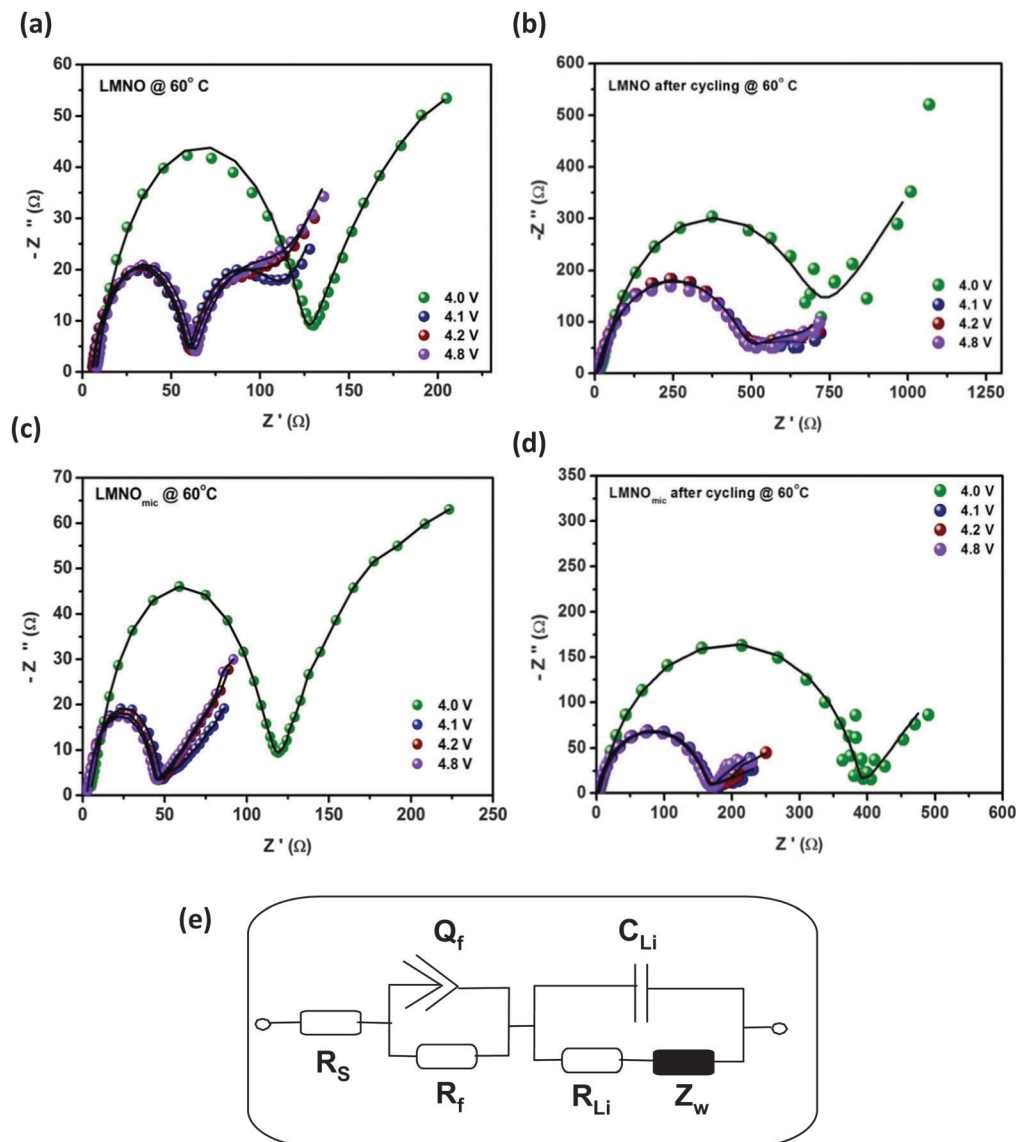 (a)
LMNO @ 60° C
60
50
40
30
20
10
0
0
50
100
150
200
- Z '' (Ω)
Z ' (Ω)
4.0 V
4.1 V
4.2 V
4.8 V
(b)
LMNO after cycling @ 60° C
600
500
400
300
200
100
0
0
250
500
750
1000
1250
-Z '' (Ω)
Z ' (Ω)
4.0 V
4.1 V
4.2 V
4.8 V
(c)
LMNOmic @ 60°C
70
60
50
40
30
20
10
0
0
50
100
150
200
250
- Z '' (Ω)
Z ' (Ω)
4.0 V
4.1 V
4.2 V
4.8 V
(d)
LMNOmic after cycling @ 60°C
350
300
250
200
150
100
50
0
0
100
200
300
400
500
600
-Z '' (Ω)
Z ' (Ω)
4.0 V
4.1 V
4.2 V
4.8 V
(e)
Qf
CLi
RS
Rf
RLi
Zw